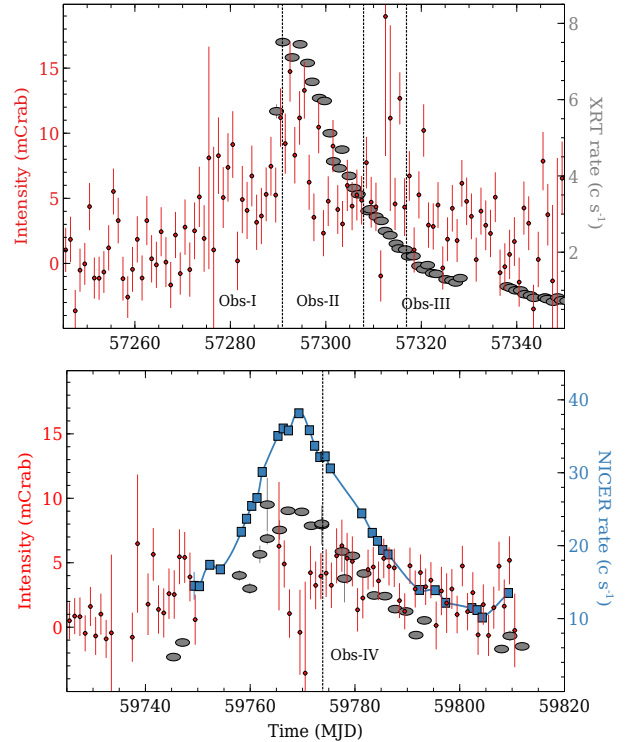 15
10
5
0
Intensity (mCrab)
8
6
4
2
XRT rate (c s⁻¹)
Obs-I
Obs-II
Obs-III
57260
57280
57300
57320
57340
15
10
5
0
Intensity (mCrab)
40
30
20
10
NICER rate (c s⁻¹)
Obs-IV
59740
59760
59780
59800
59820
Time (MJD)